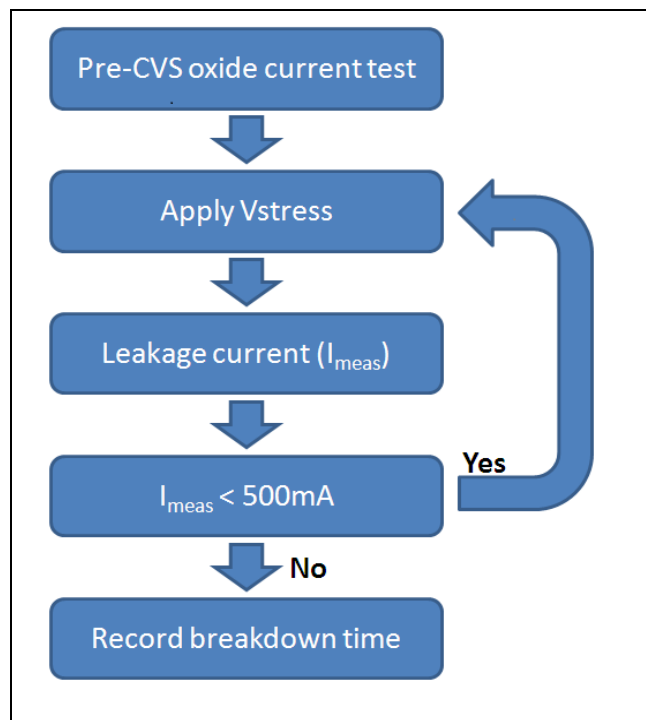 Pre-CVS oxide current test
Apply Vstress
Leakage current (Imeas)
Imeas < 500mA
Yes
No
Record breakdown time